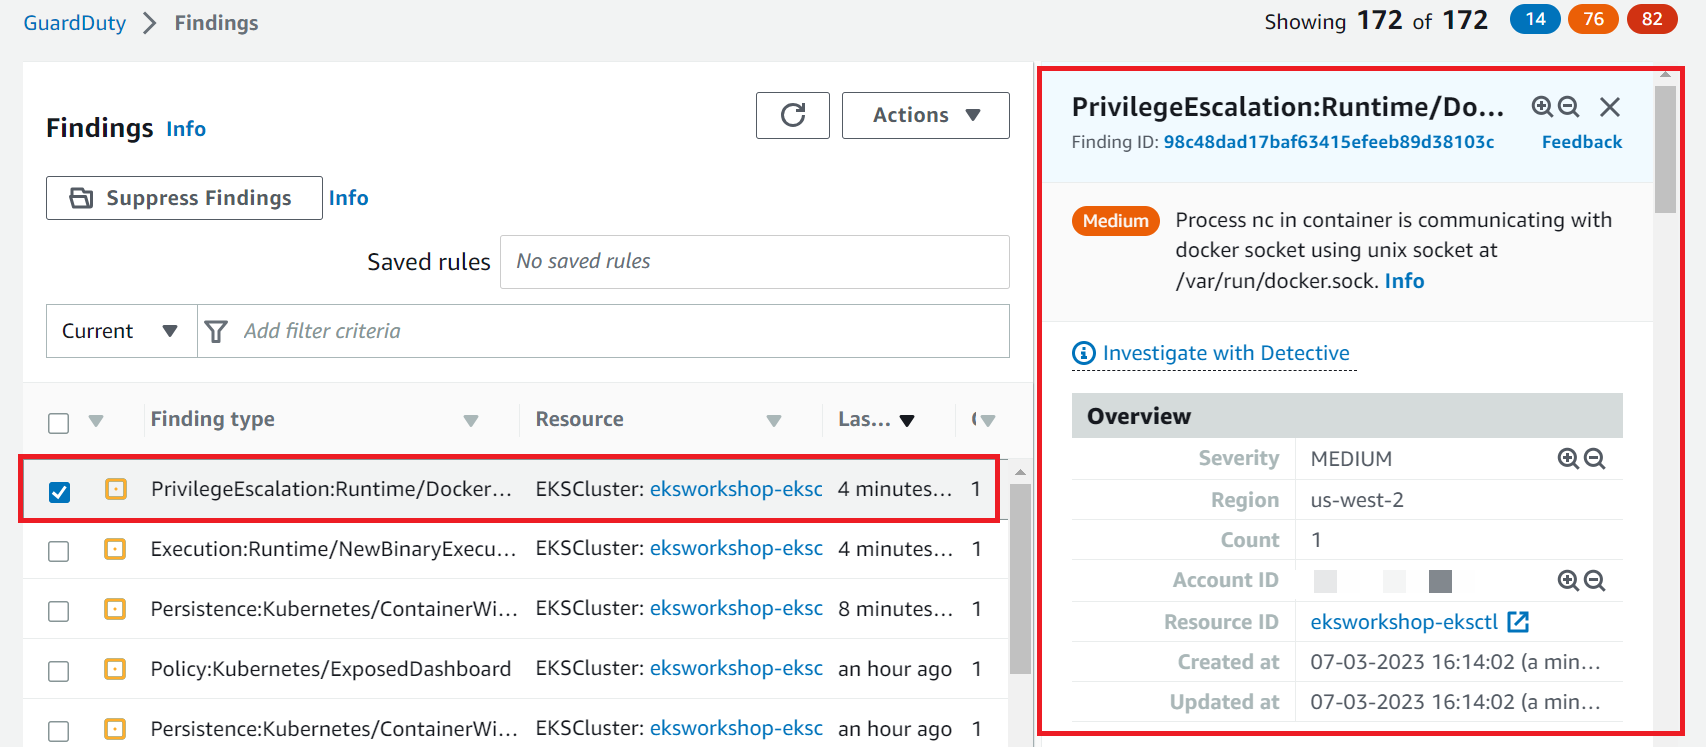 GuardDuty > Findings
Showing 172 of 172 14 76 82
Findings Info
Actions
Suppress Findings Info
Saved rules No saved rules
Current Add filter criteria
Finding type Resource Las...
PrivilegeEscalation:Runtime/Docker... EKSCluster: eksworkshop-eksc 4 minutes... 1
Execution:Runtime/NewBinaryExecu... EKSCluster: eksworkshop-eksc 4 minutes... 1
Persistence:Kubernetes/ContainerWi... EKSCluster: eksworkshop-eksc 8 minutes... 1
Policy:Kubernetes/ExposedDashboard EKSCluster: eksworkshop-eksc an hour ago 1
Persistence:Kubernetes/ContainerWi... EKSCluster: eksworkshop-eksc an hour ago 1
PrivilegeEscalation:Runtime/Do...
Finding ID: 98c48dad17baf63415efeeb89d38103c Feedback
Medium Process nc in container is communicating with
docker socket using unix socket at
/var/run/docker.sock. Info
Investigate with Detective
Overview
Severity MEDIUM
Region us-west-2
Count 1
Account ID
Resource ID eksworkshop-eksctl
Created at 07-03-2023 16:14:02 (a min...
Updated at 07-03-2023 16:14:02 (a min...